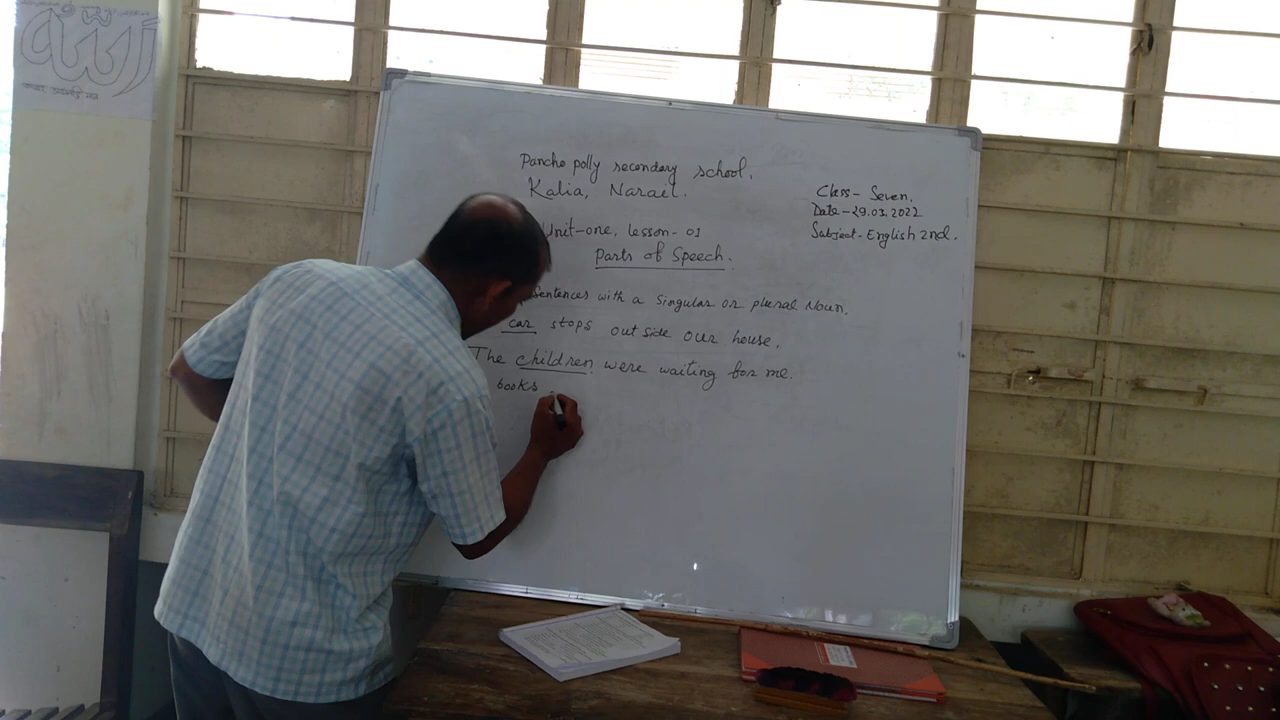 الله
Pancho polly secondary school.
Kalia, Narail.
Class- Seven.
Date-29.03.2022
Subject-English 2nd.
Unit-one, lesson-01
Parts of Speech.
Sentences with a singular or plural Noun.
car stops out side our house.
The children were waiting for me.
books